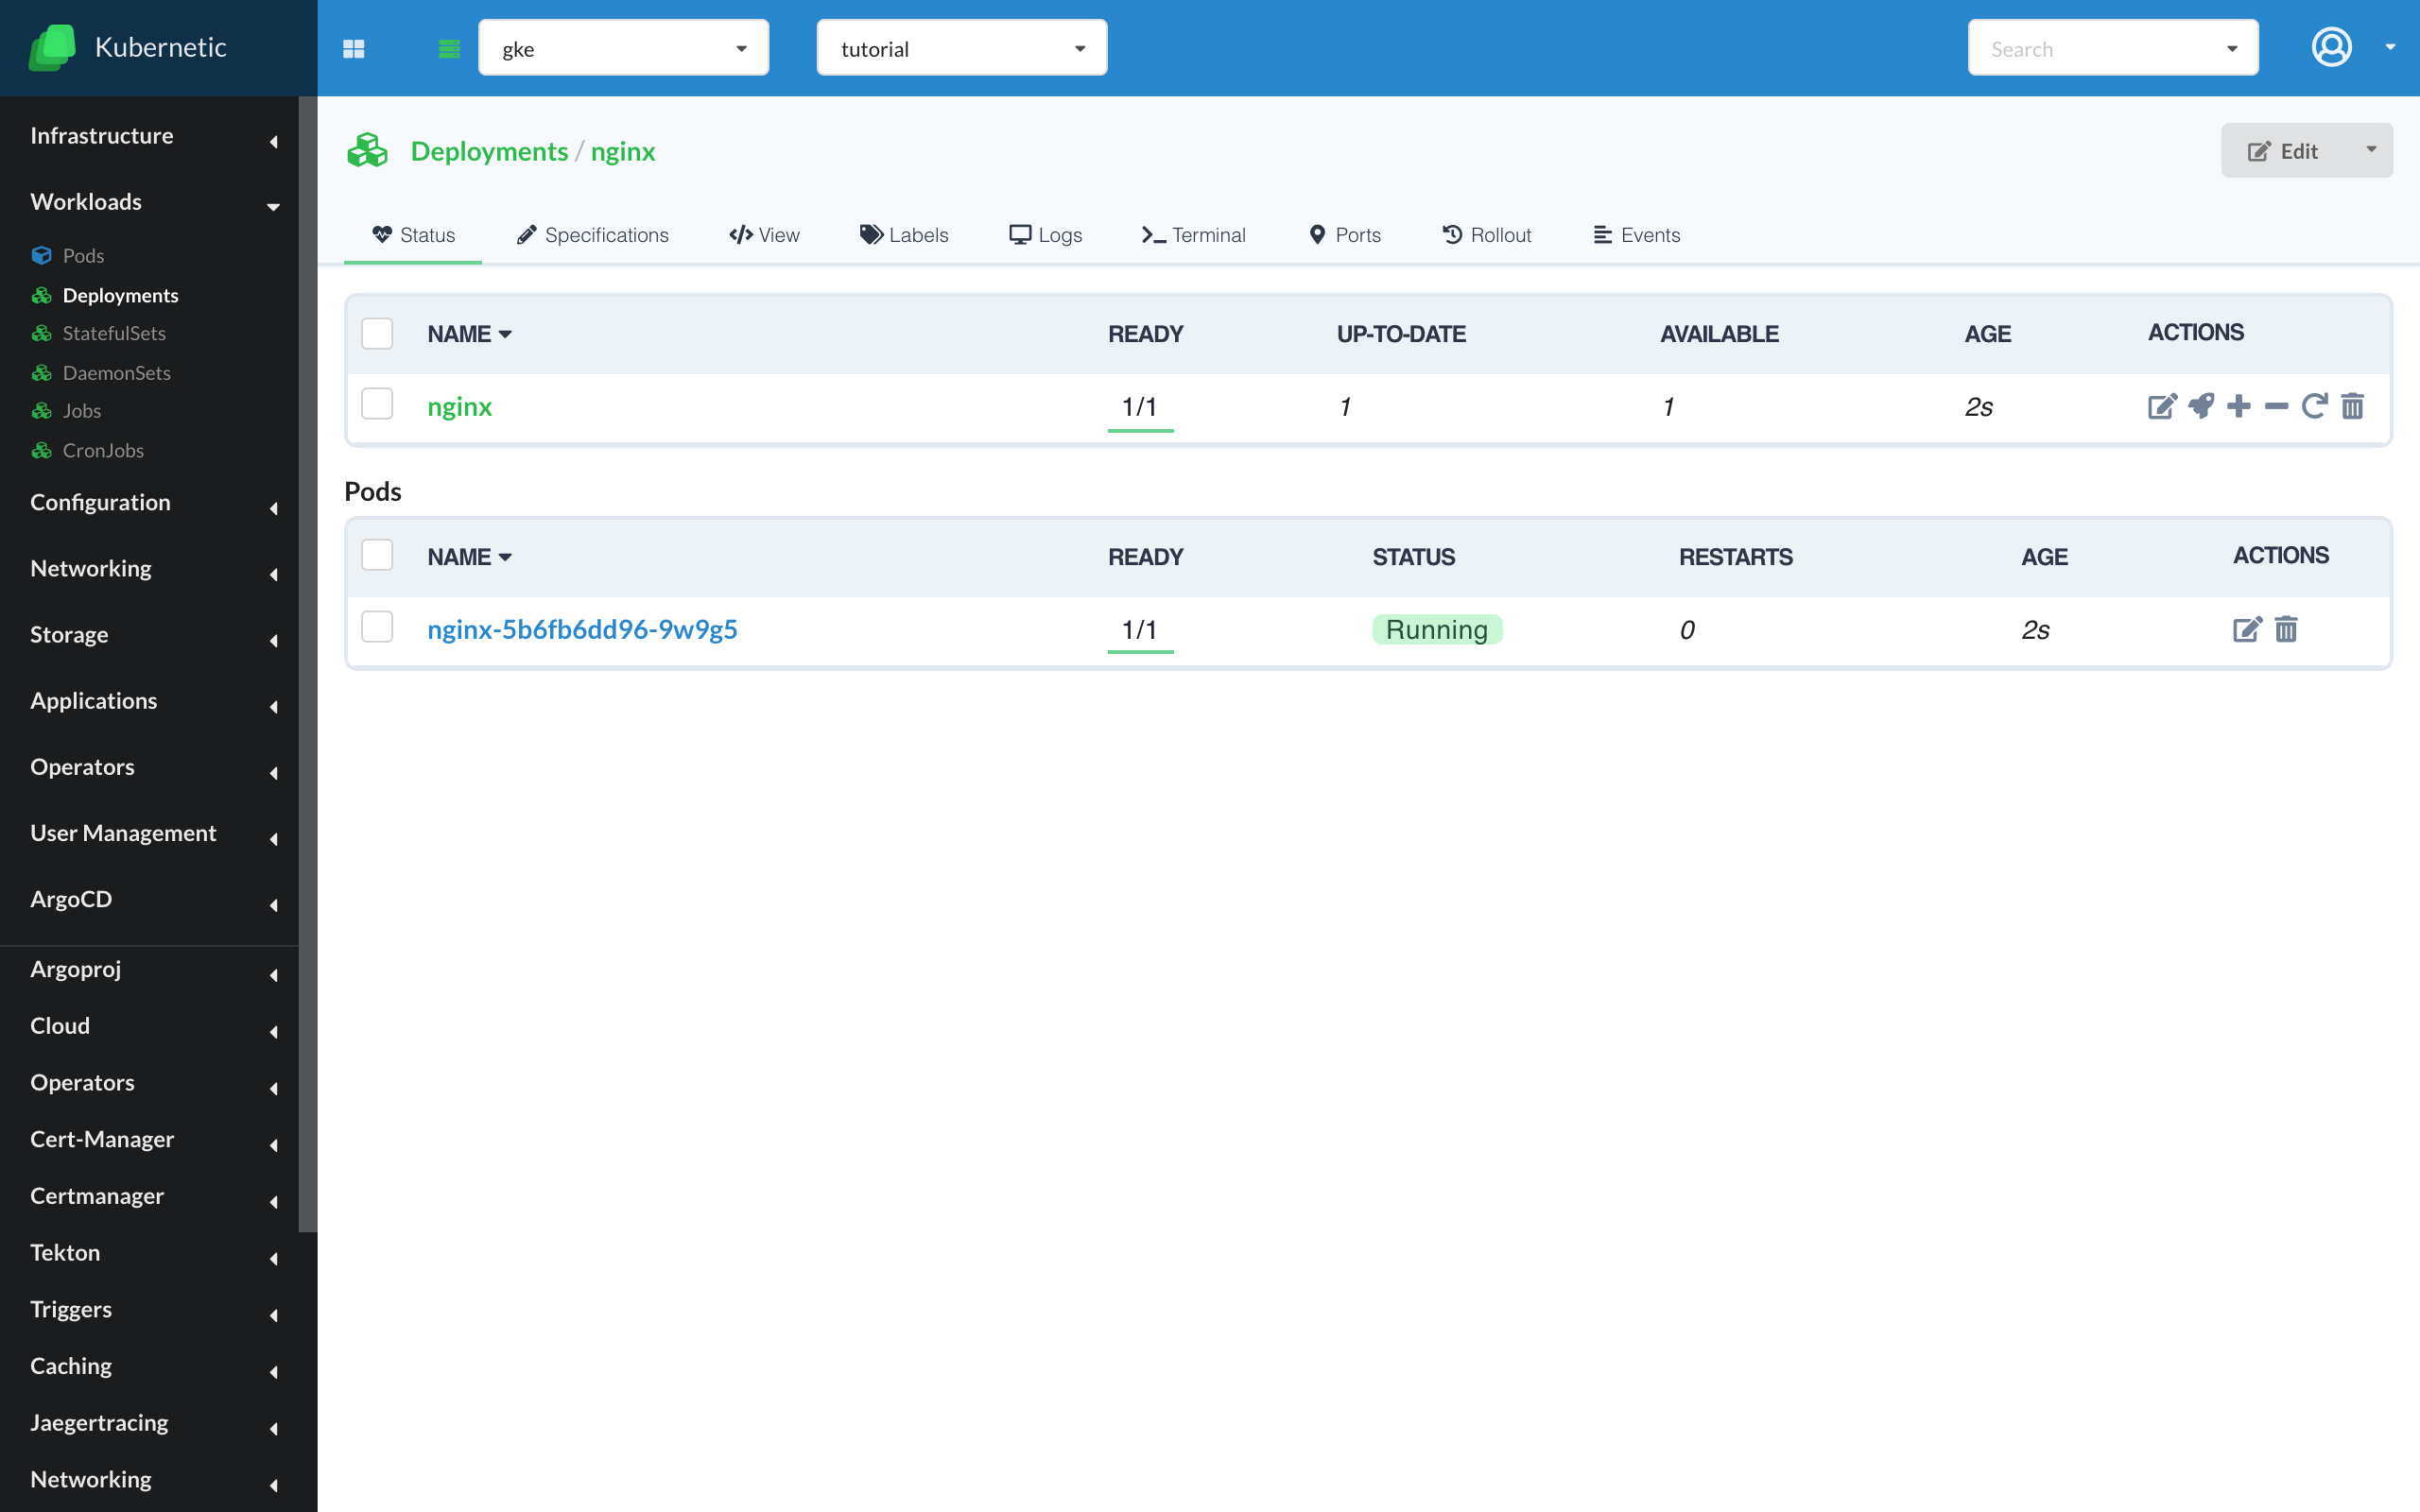 Kubernetic
gke
tutorial
Search
Infrastructure
Workloads
Pods
Deployments
StatefulSets
DaemonSets
Jobs
CronJobs
Configuration
Networking
Storage
Applications
Operators
User Management
ArgoCD
Argoproj
Cloud
Operators
Cert-Manager
Certmanager
Tekton
Triggers
Caching
Jaegertracing
Networking
Deployments / nginx
Edit
Status Specifications View Labels Logs Terminal Ports Rollout Events
NAME READY UP-TO-DATE AVAILABLE AGE ACTIONS
nginx 1/1 1 1 2s
Pods
NAME READY STATUS RESTARTS AGE ACTIONS
nginx-5b6fb6dd96-9w9g5 1/1 Running 0 2s